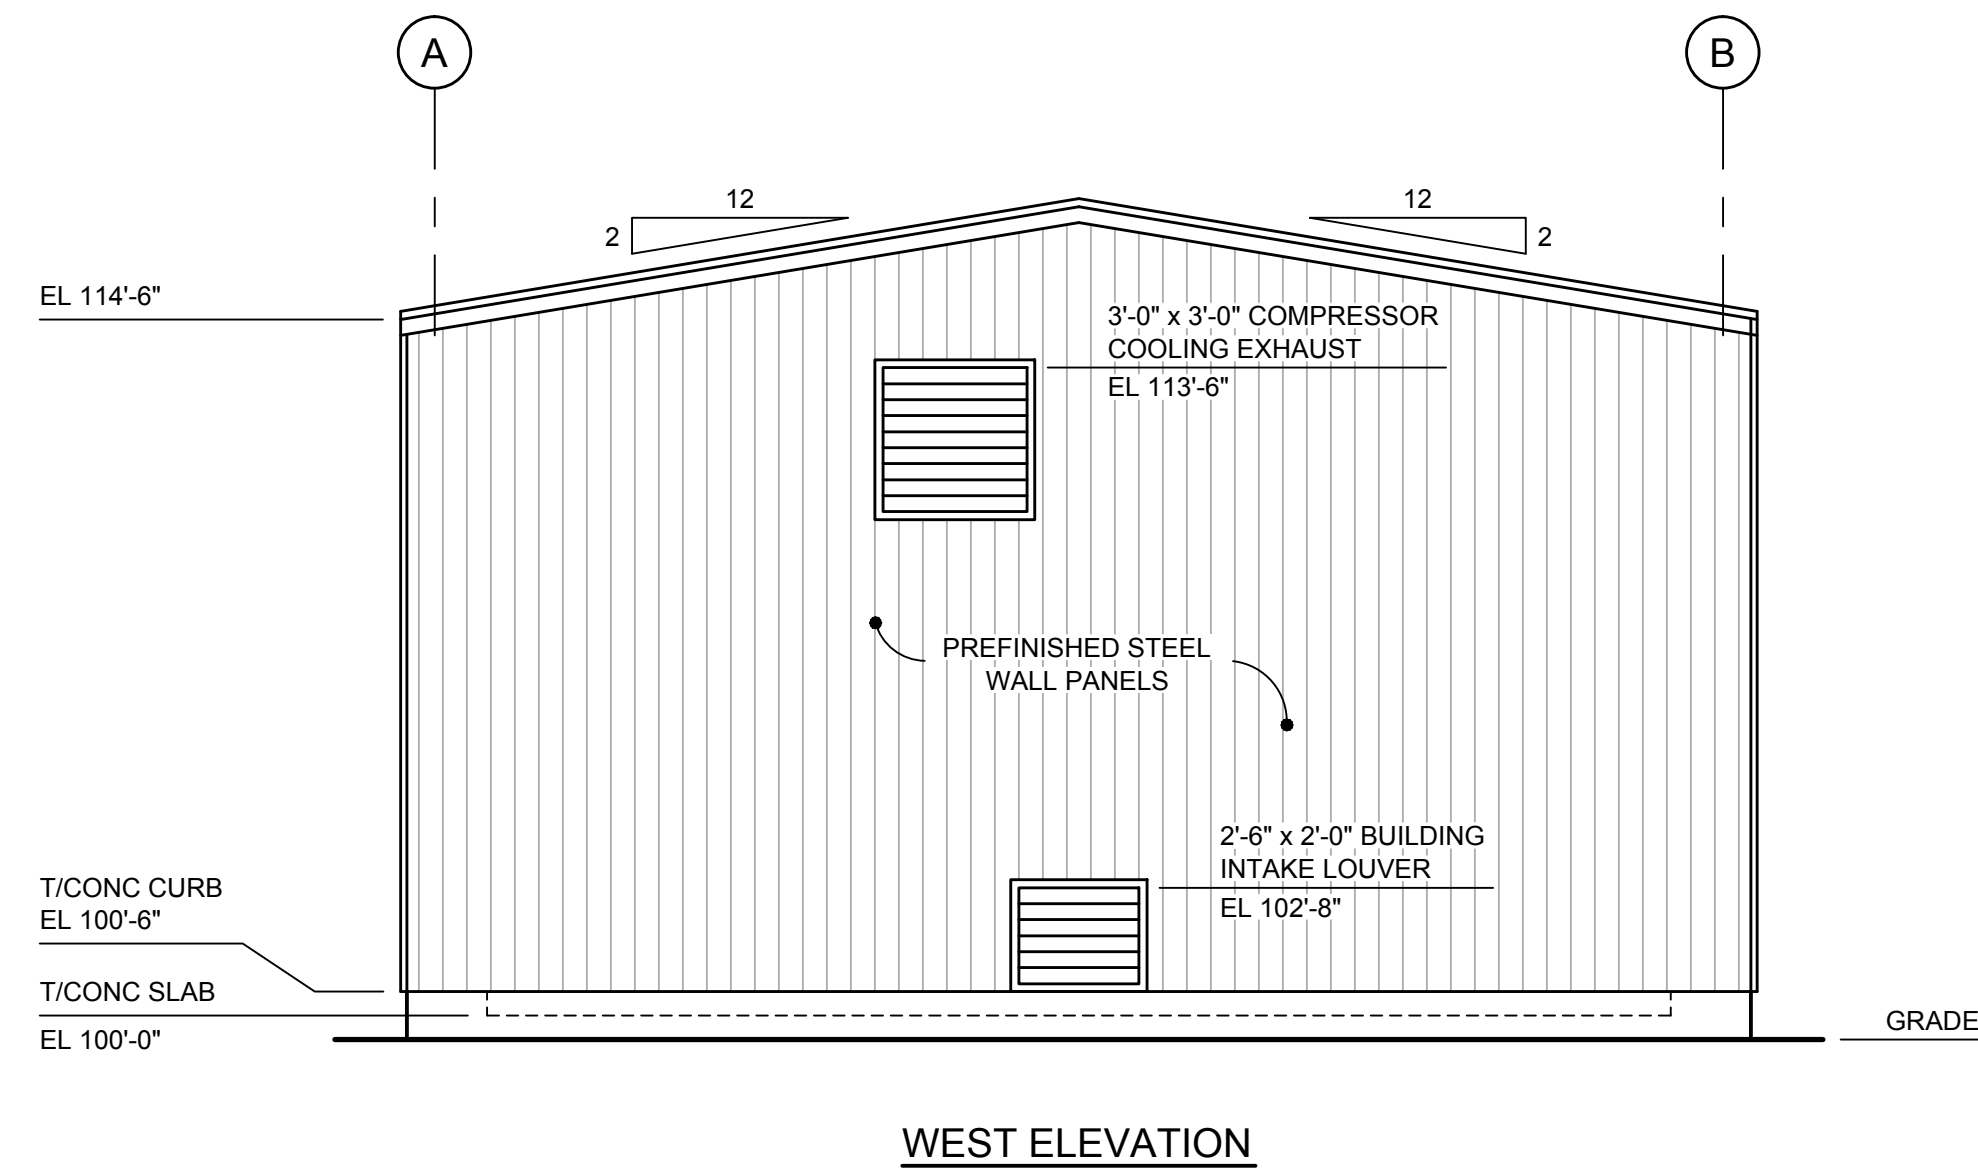 A
B
12
2
12
2
EL 114'-6"
3'-0" x 3'-0" COMPRESSOR
COOLING EXHAUST
EL 113'-6"
PREFINISHED STEEL
WALL PANELS
2'-6" x 2'-0" BUILDING
INTAKE LOUVER
EL 102'-8"
T/CONC CURB
EL 100'-6"
T/CONC SLAB
EL 100'-0"
GRADE
WEST ELEVATION